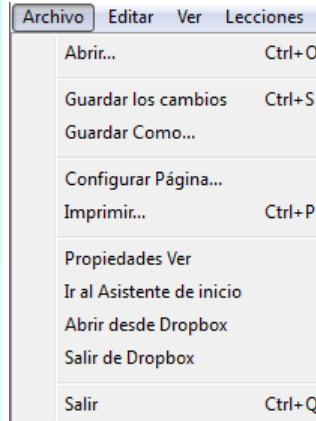 Archivo Editar Ver Lecciones
Abrir... Ctrl+O
Guardar los cambios Ctrl+S
Guardar Como...
Configurar Página...
Imprimir... Ctrl+P
Propiedades Ver
Ir al Asistente de inicio
Abrir desde Dropbox
Salir de Dropbox
Salir Ctrl+Q